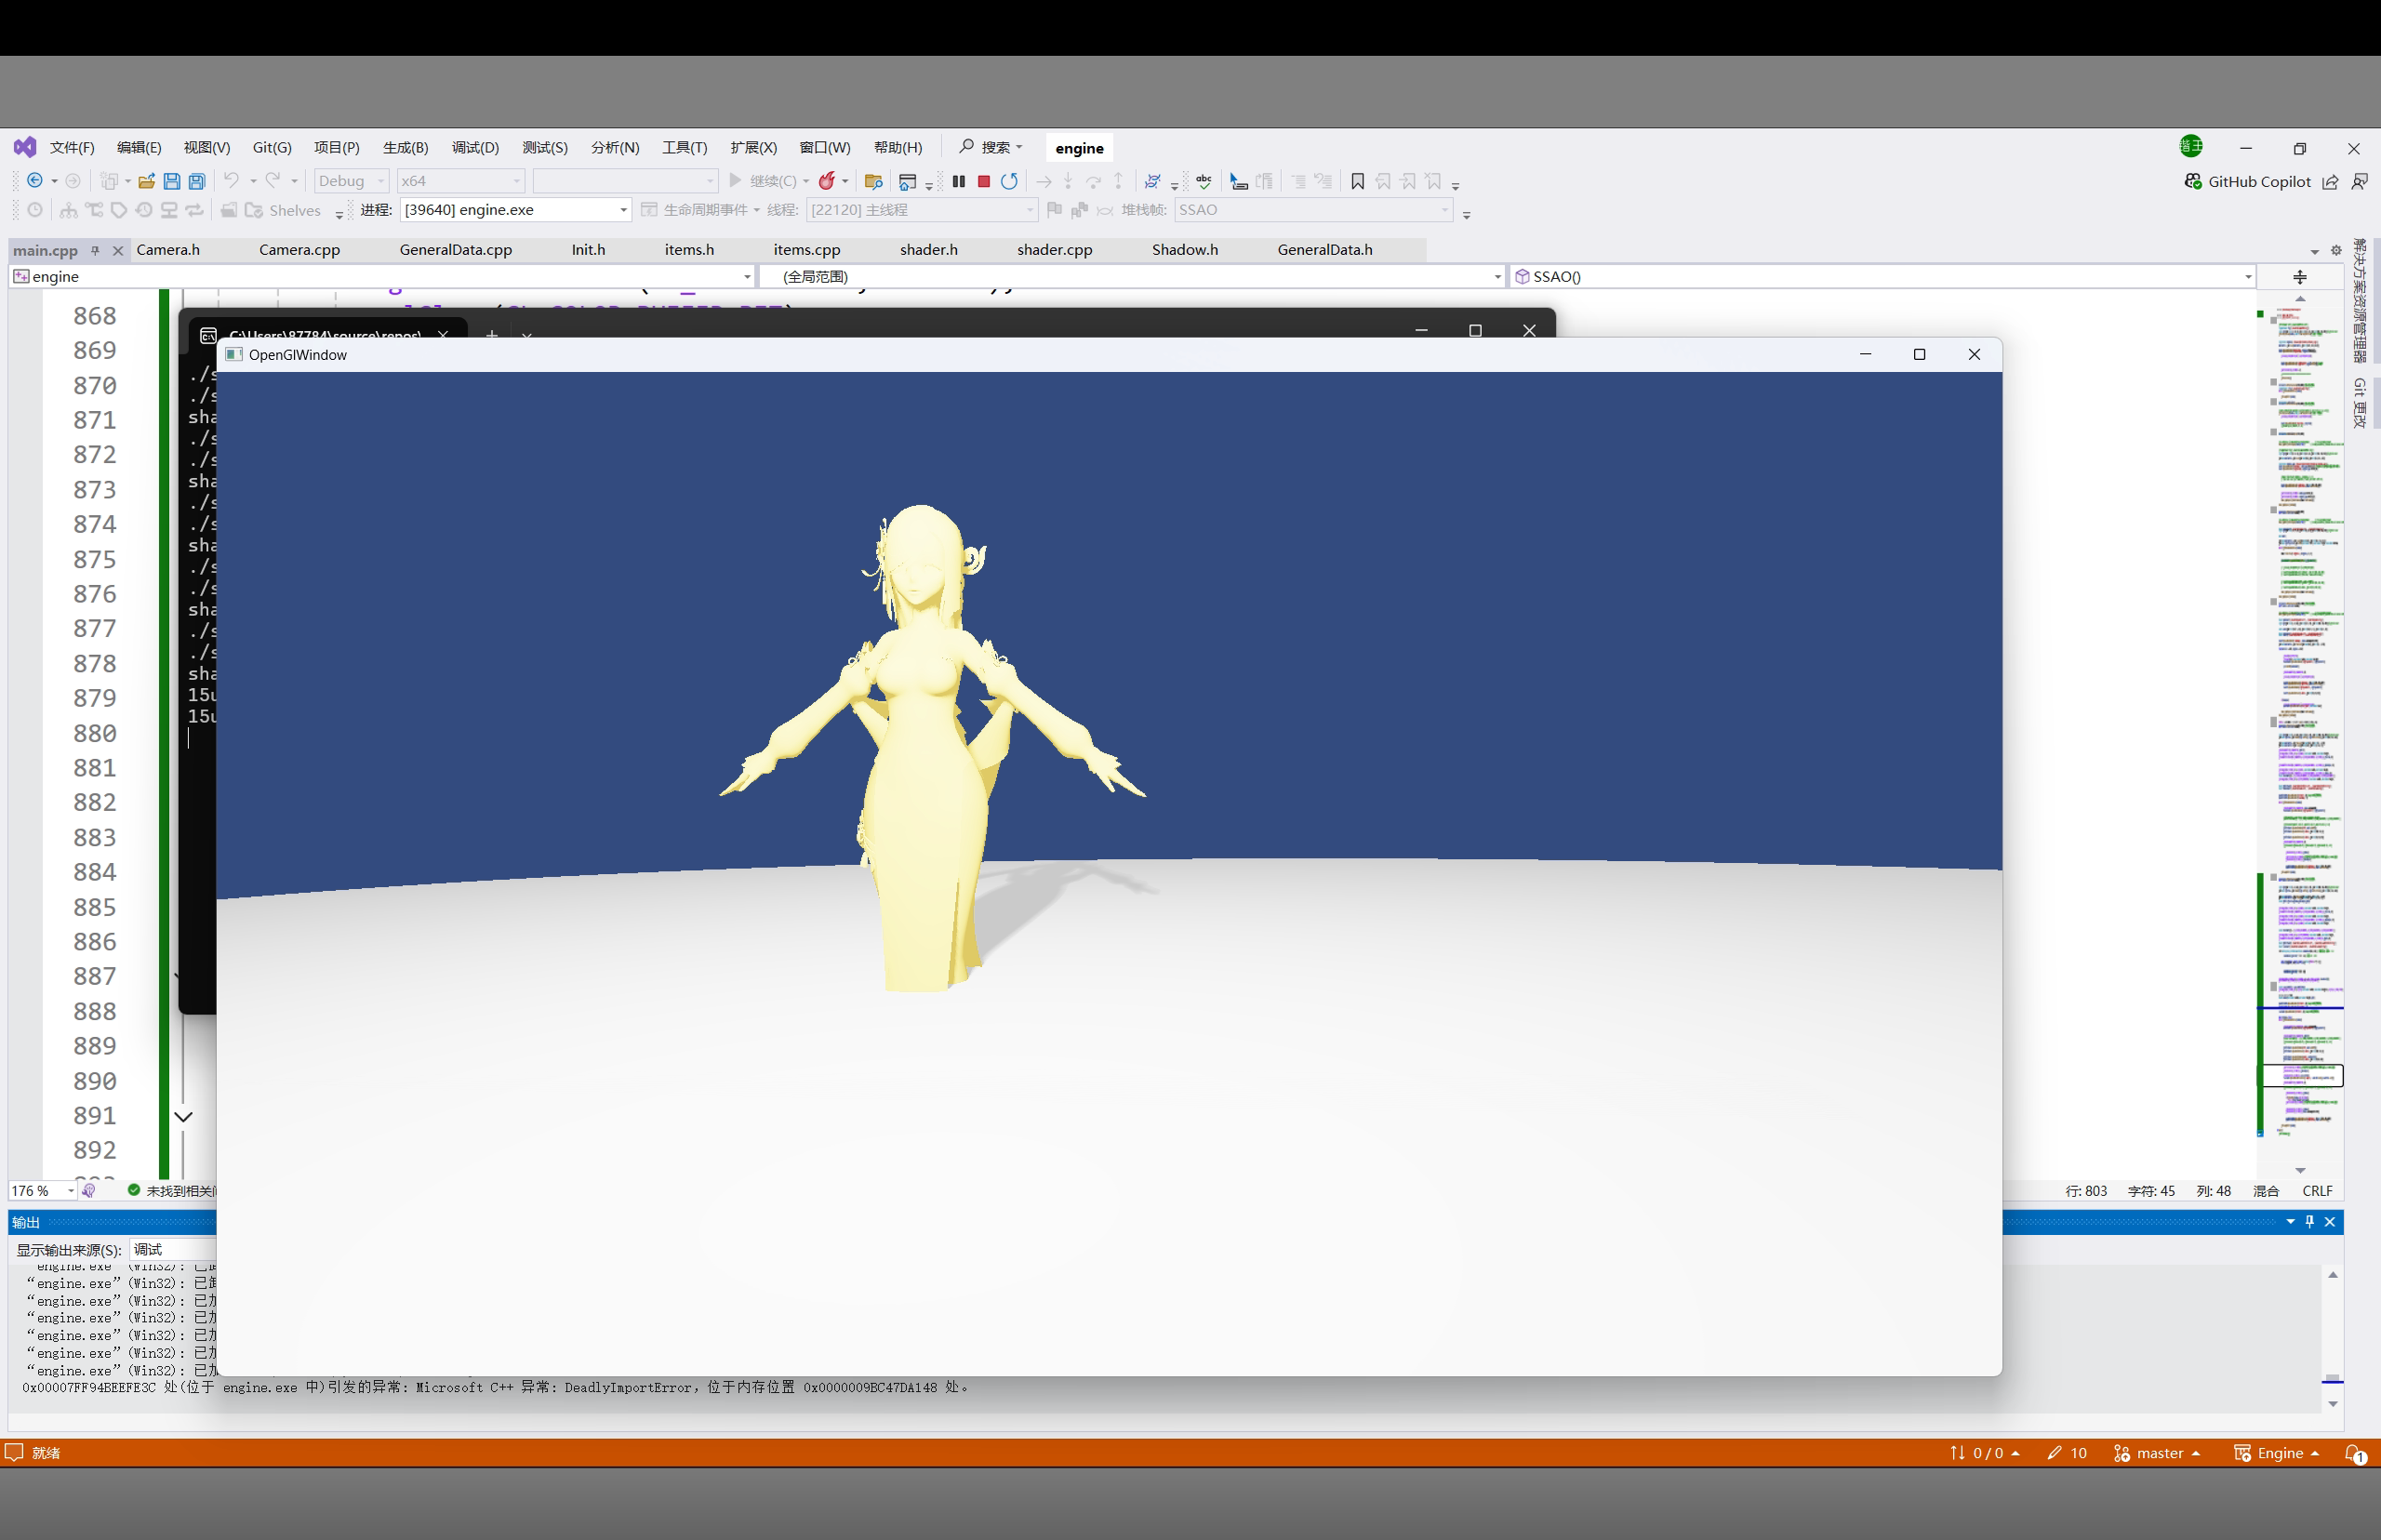 文件(F) 编辑(E) 视图(V) Git(G) 项目(P) 生成(B) 调试(D) 测试(S) 分析(N) 工具(T) 扩展(X) 窗口(W) 帮助(H) 搜索 engine
Debug x64 继续(C) GitHub Copilot
Shelves 进程: [39640] engine.exe 生命周期事件 线程: [22120] 主线程 堆栈帧: SSAO
main.cpp Camera.h Camera.cpp GeneralData.cpp Init.h items.h items.cpp shader.h shader.cpp Shadow.h GeneralData.h
engine (全局范围) SSAO()
解决方案资源管理器
Git 更改
868
869
870
871
872
873
874
875
876
877
878
879
880
881
882
883
884
885
886
887
888
889
890
891
892
C:\Users\87784\source\repos\
OpenGlWindow
./s
./s
sha
./s
./s
sha
./s
./s
sha
./s
./s
sha
./s
./s
sha
15u
15u
176 % 未找到相关 行: 803 字符: 45 列: 48 混合 CRLF
输出
显示输出来源(S): 调试
“engine.exe” (Win32): 已卸
“engine.exe” (Win32): 已加
“engine.exe” (Win32): 已加
“engine.exe” (Win32): 已加
“engine.exe” (Win32): 已加
“engine.exe” (Win32): 已加
0x00007FF94BEEFE3C 处(位于 engine.exe 中)引发的异常: Microsoft C++ 异常: DeadlyImportError，位于内存位置 0x0000009BC47DA148 处。
就绪 0 / 0 10 master Engine 1